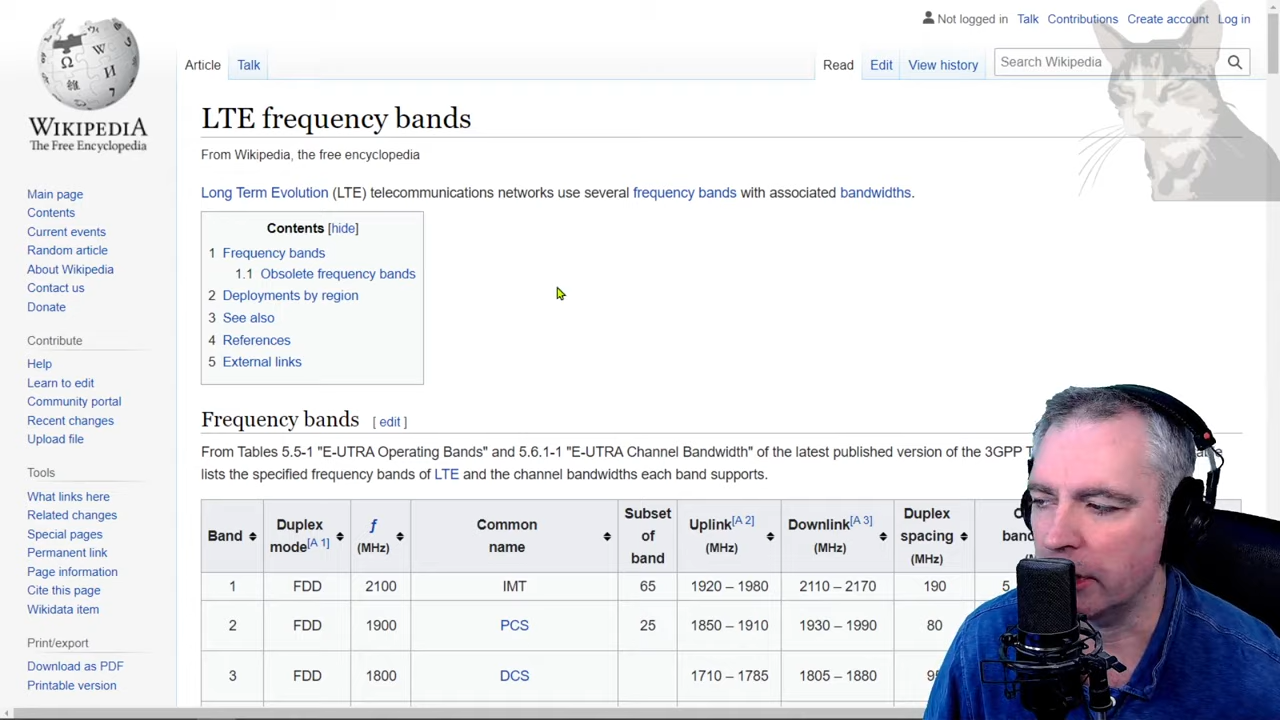 Not logged in Talk Contributions Create account Log in
Article Talk Read Edit View history Search Wikipedia
WIKIPEDIA
The Free Encyclopedia
Main page
Contents
Current events
Random article
About Wikipedia
Contact us
Donate
Contribute
Help
Learn to edit
Community portal
Recent changes
Upload file
Tools
What links here
Related changes
Special pages
Permanent link
Page information
Cite this page
Wikidata item
Print/export
Download as PDF
Printable version
LTE frequency bands
From Wikipedia, the free encyclopedia
Long Term Evolution (LTE) telecommunications networks use several frequency bands with associated bandwidths.
Contents [hide]
1 Frequency bands
1.1 Obsolete frequency bands
2 Deployments by region
3 See also
4 References
5 External links
Frequency bands [ edit ]
From Tables 5.5-1 "E-UTRA Operating Bands" and 5.6.1-1 "E-UTRA Channel Bandwidth" of the latest published version of the 3GPP
lists the specified frequency bands of LTE and the channel bandwidths each band supports.
Band Duplex mode[A 1] f (MHz) Common name Subset of band Uplink[A 2] (MHz) Downlink[A 3] (MHz) Duplex spacing (MHz)
1 FDD 2100 IMT 65 1920 – 1980 2110 – 2170 190
2 FDD 1900 PCS 25 1850 – 1910 1930 – 1990 80
3 FDD 1800 DCS 1710 – 1785 1805 – 1880